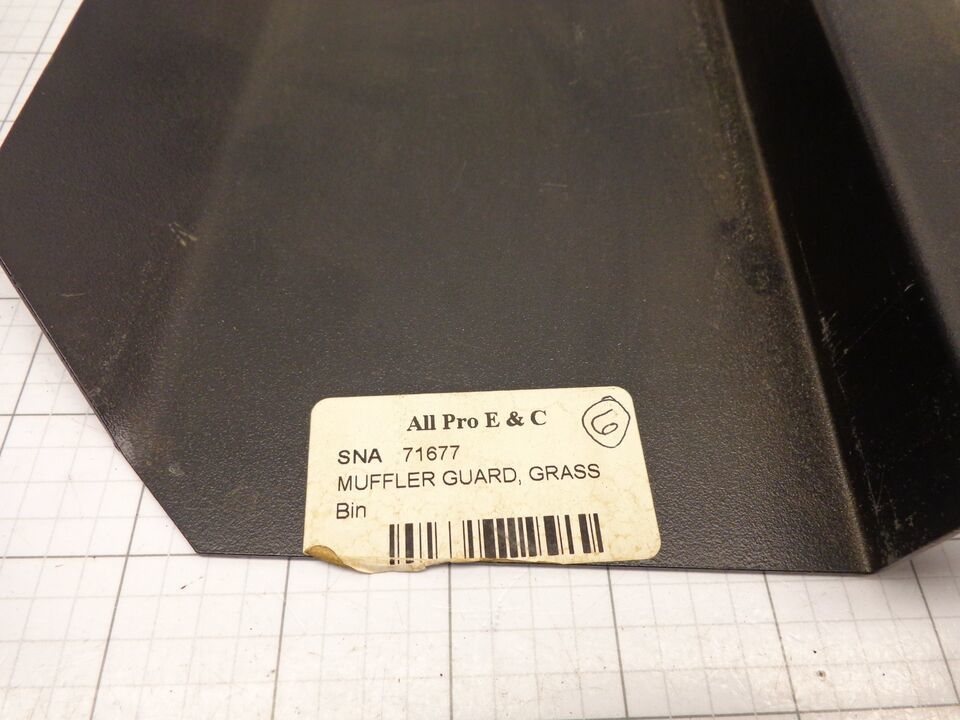 All Pro E & C
6
SNA 71677
MUFFLER GUARD, GRASS
Bin